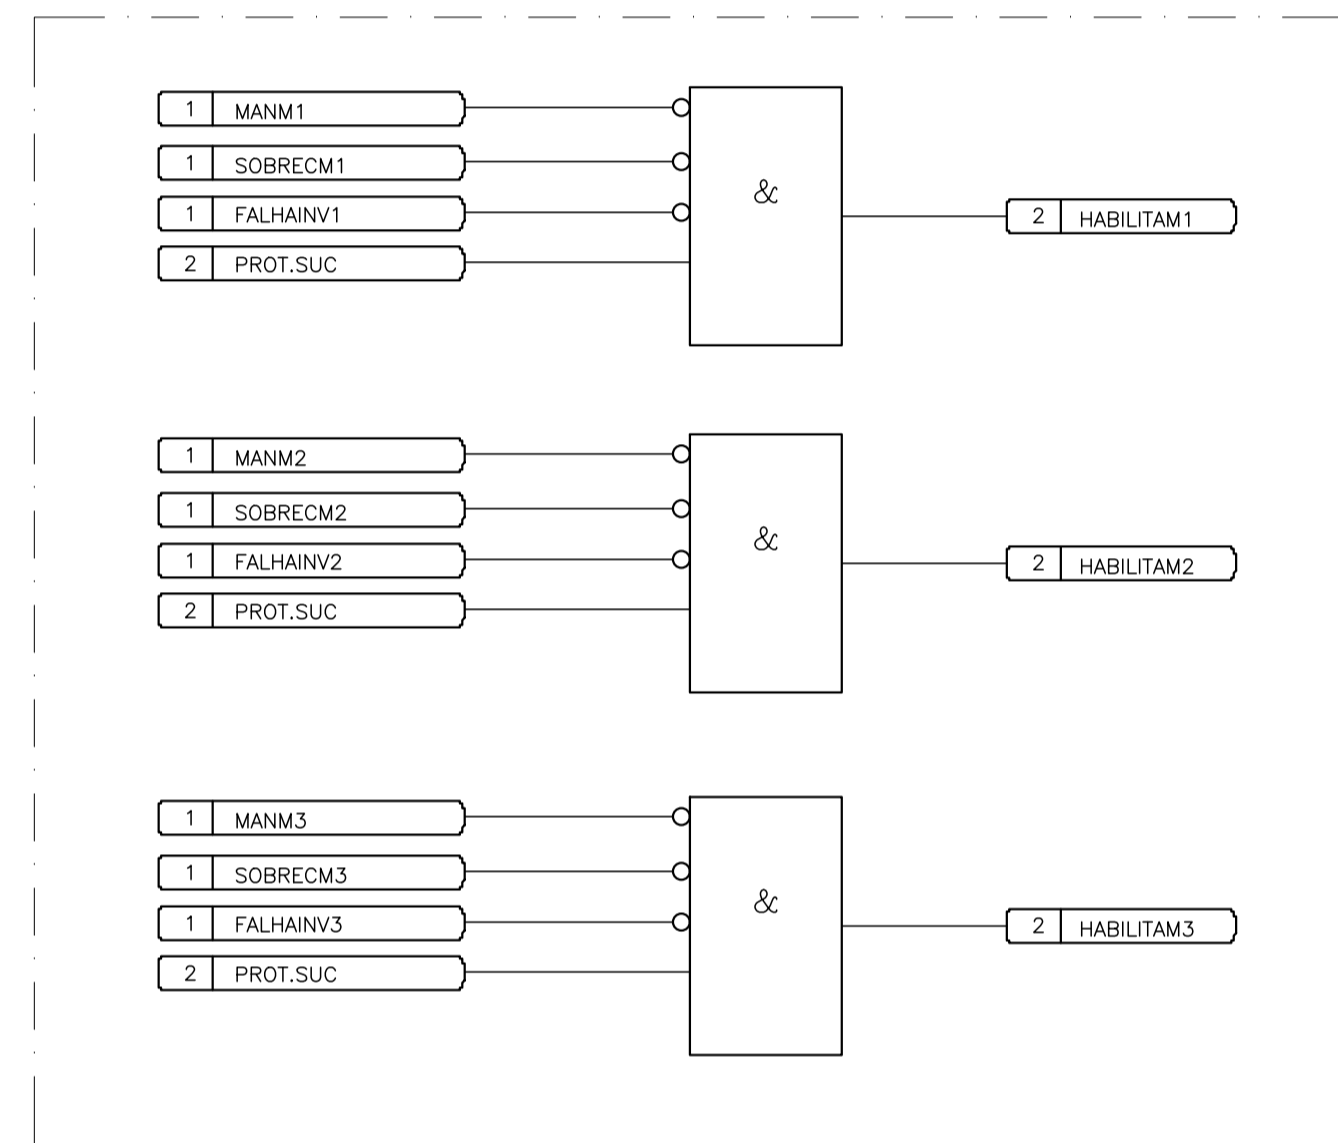 1 MANM1
1 SOBRECM1
1 FALHAINV1
2 PROT.SUC
&
2 HABILITAM1
1 MANM2
1 SOBRECM2
1 FALHAINV2
2 PROT.SUC
&
2 HABILITAM2
1 MANM3
1 SOBRECM3
1 FALHAINV3
2 PROT.SUC
&
2 HABILITAM3